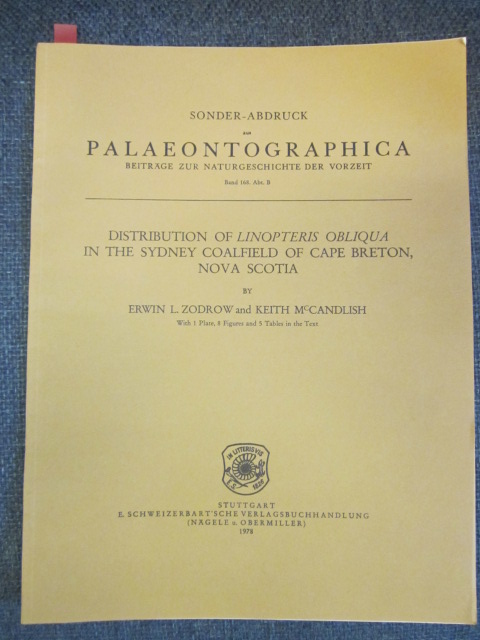 SONDER-ABDRUCK
aus
PALAEONTOGRAPHICA
BEITRÄGE ZUR NATURGESCHICHTE DER VORZEIT
Band 168. Abt. B
DISTRIBUTION OF LINOPTERIS OBLIQUA
IN THE SYDNEY COALFIELD OF CAPE BRETON,
NOVA SCOTIA
BY
ERWIN L. ZODROW and KEITH McCANDLISH
With 1 Plate, 8 Figures and 5 Tables in the Text
IN LITTERIS VIS
E. S. 1826
STUTTGART
E. SCHWEIZERBART'SCHE VERLAGSBUCHHANDLUNG
(NÄGELE u. OBERMILLER)
1978